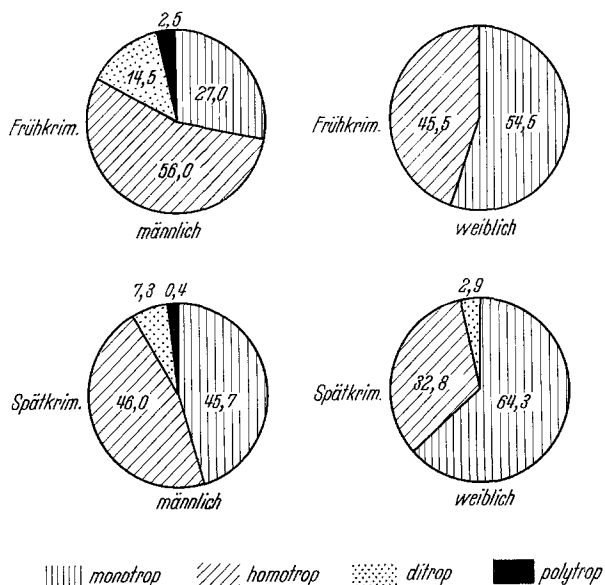 2,5
14,5
27,0
Frühkrim.
56,0
männlich
Frühkrim.
45,5
54,5
weiblich
7,3 0,4
Spätkrim.
46,0
45,7
männlich
2,9
Spätkrim.
32,8
64,3
weiblich
monotrop homotrop ditrop polytrop